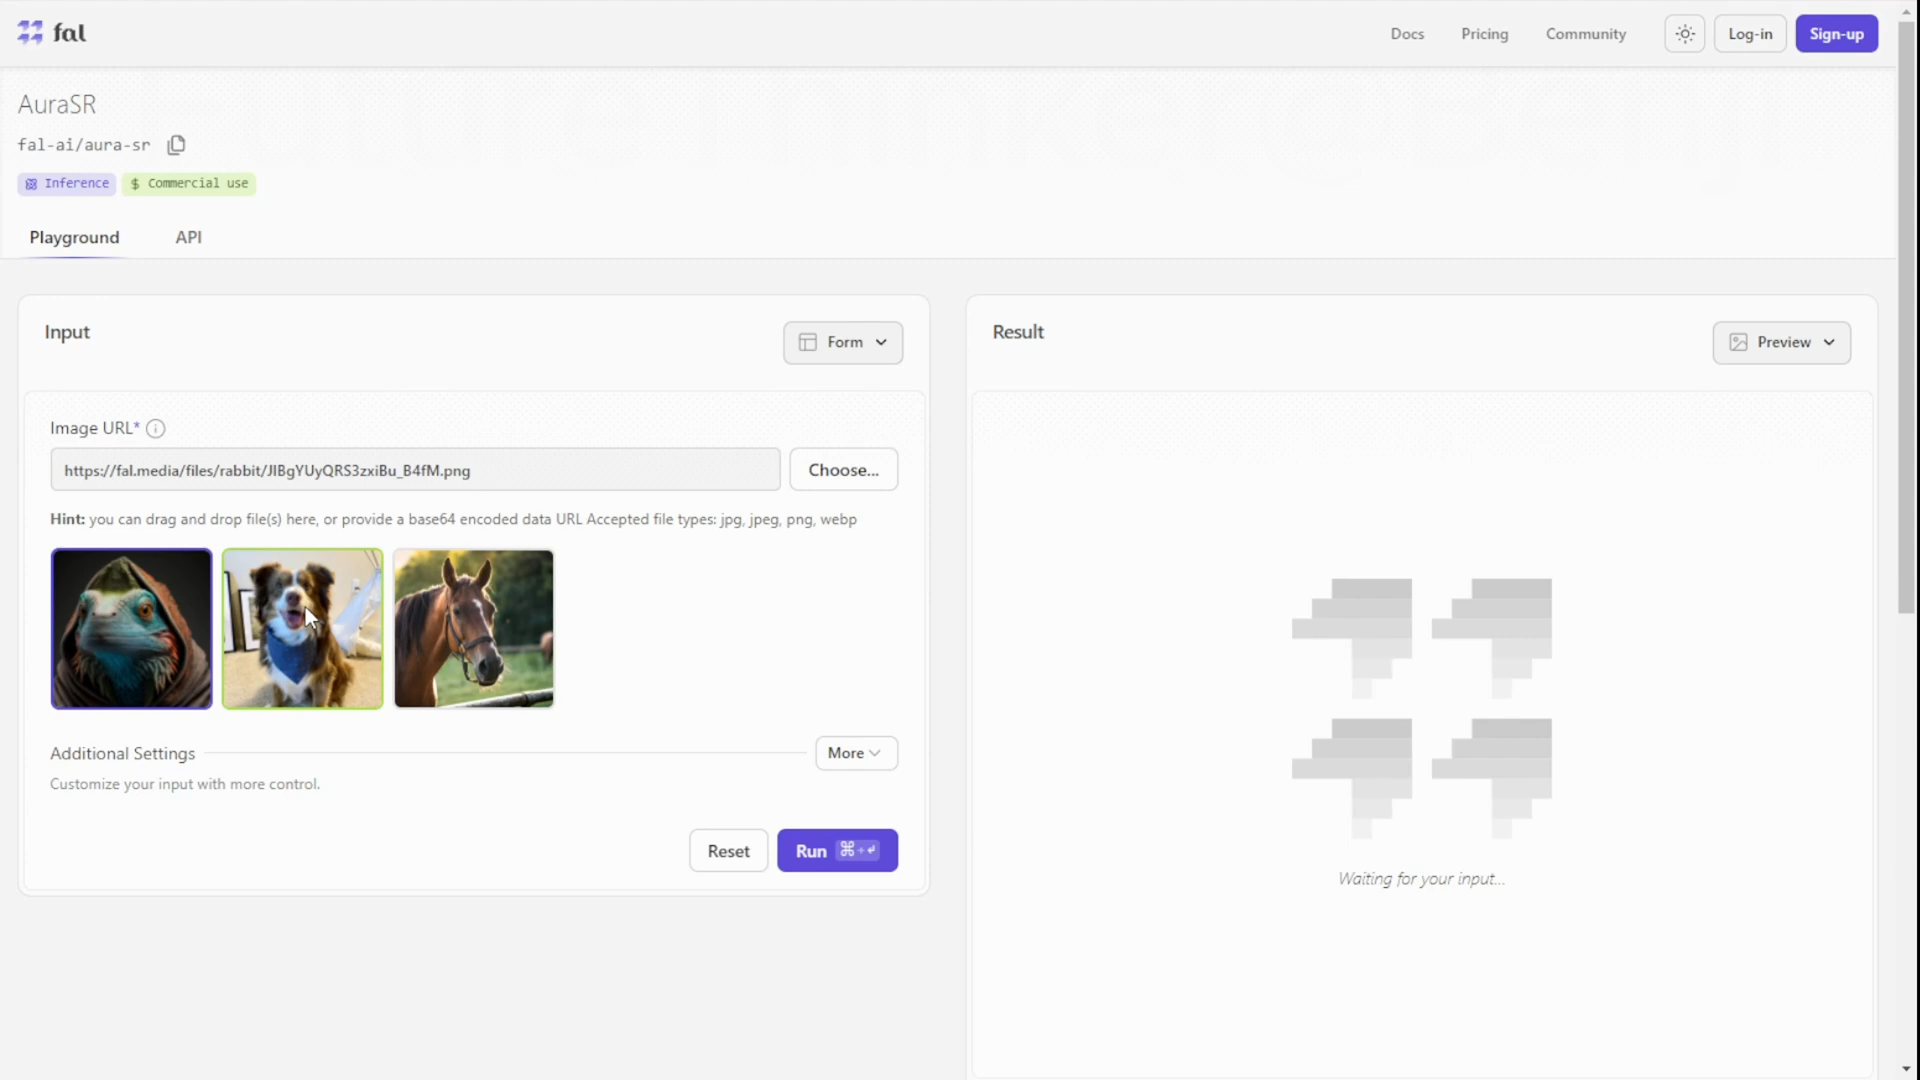 fal
Docs
Pricing
Community
Log-in
Sign-up
AuraSR
fal-ai/aura-sr
Inference
$ Commercial use
Playground
API
Input
Form
Image URL*
https://fal.media/files/rabbit/JlBgYUyQRS3zxiBu_B4fM.png
Choose...
Hint: you can drag and drop file(s) here, or provide a base64 encoded data URL Accepted file types: jpg, jpeg, png, webp
Additional Settings
More
Customize your input with more control.
Reset
Run ⌘+↵
Result
Preview
Waiting for your input...